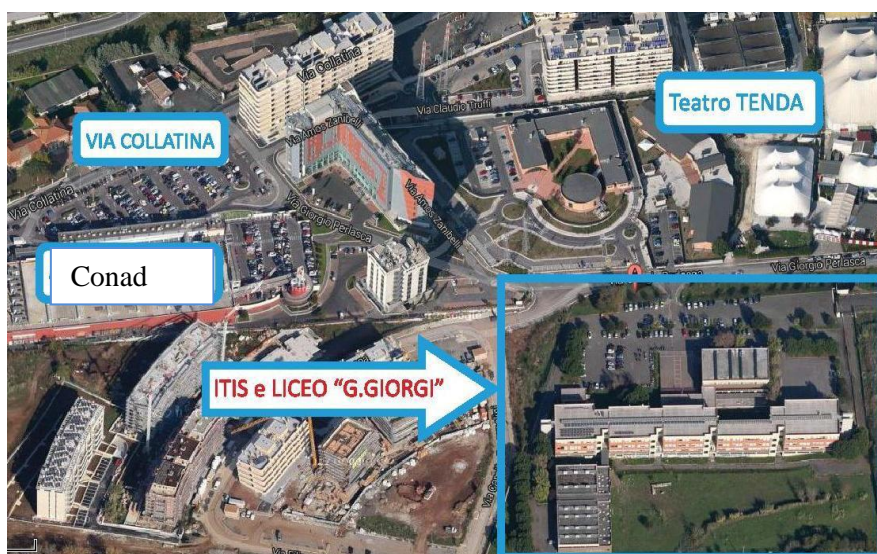 Via Collatina
Via Claudio Truffi
Teatro TENDA
Via Amos Zanibelli
VIA COLLATINA
Via Collatina
Via Amos Zanibelli
Via Giorgio Perlasca
Conad
Via Giorgio Perlasca
A
ITIS e LICEO "G.GIORGI"